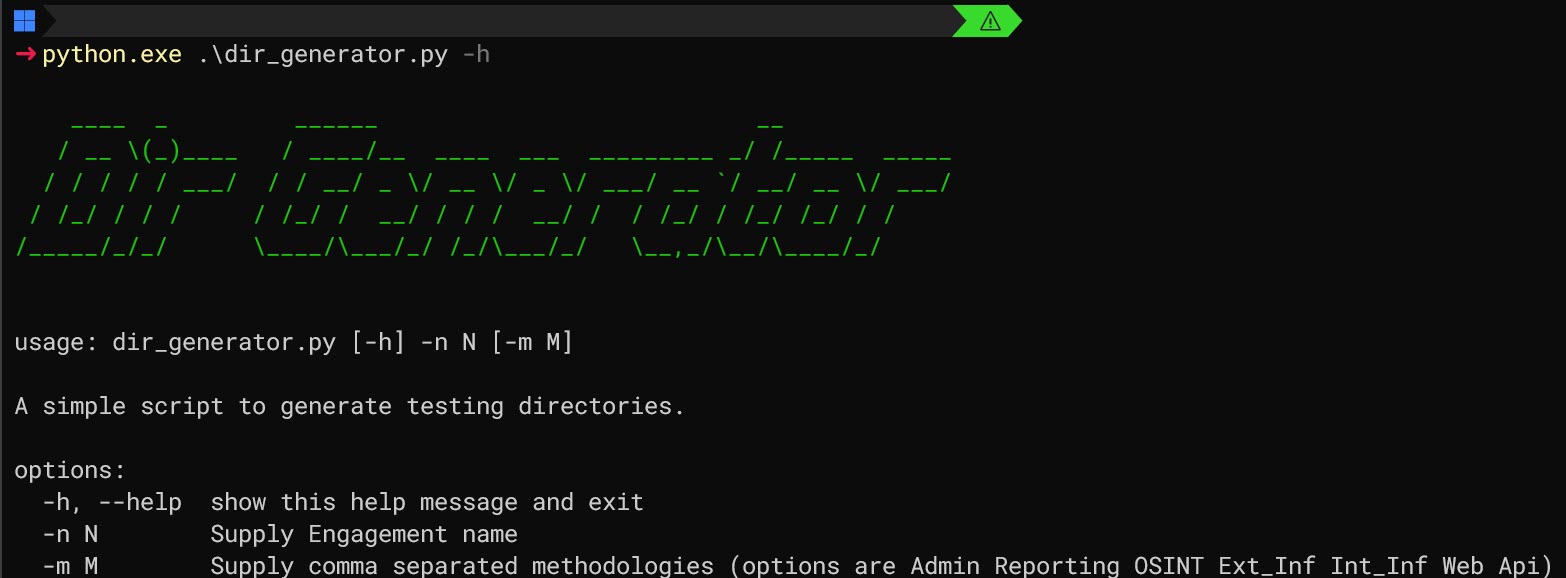 → python.exe .\dir_generator.py -h
    ____  _         ______                           __
   / __ \(_)____   / ____/__  ____  ___  _________ _/ /_____  _____
  / / / / / ___/  / / __/ _ \/ __ \/ _ \/ ___/ __ `/ __/ __ \/ ___/
 / /_/ / / /     / /_/ /  __/ / / /  __/ /  / /_/ / /_/ /_/ / /
/_____/_/_/      \____/\___/_/ /_/\___/_/   \__,_/\__/\____/_/
usage: dir_generator.py [-h] -n N [-m M]
A simple script to generate testing directories.
options:
  -h, --help  show this help message and exit
  -n N        Supply Engagement name
  -m M        Supply comma separated methodologies (options are Admin Reporting OSINT Ext_Inf Int_Inf Web Api)